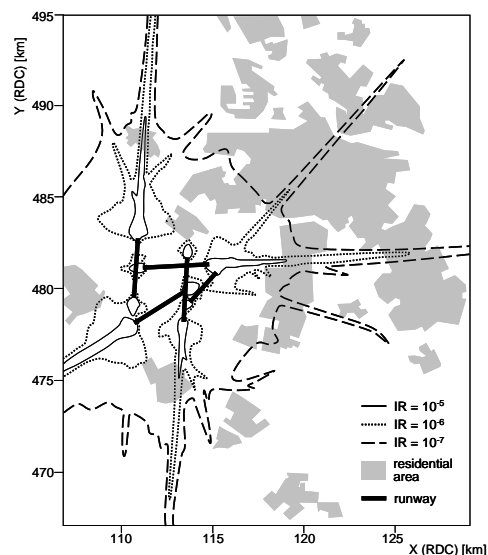 495
490
485
480
475
470
Y (RDC) [km]
IR = 10⁻⁵
IR = 10⁻⁶
IR = 10⁻⁷
residential
area
runway
110
115
120
125
X (RDC) [km]